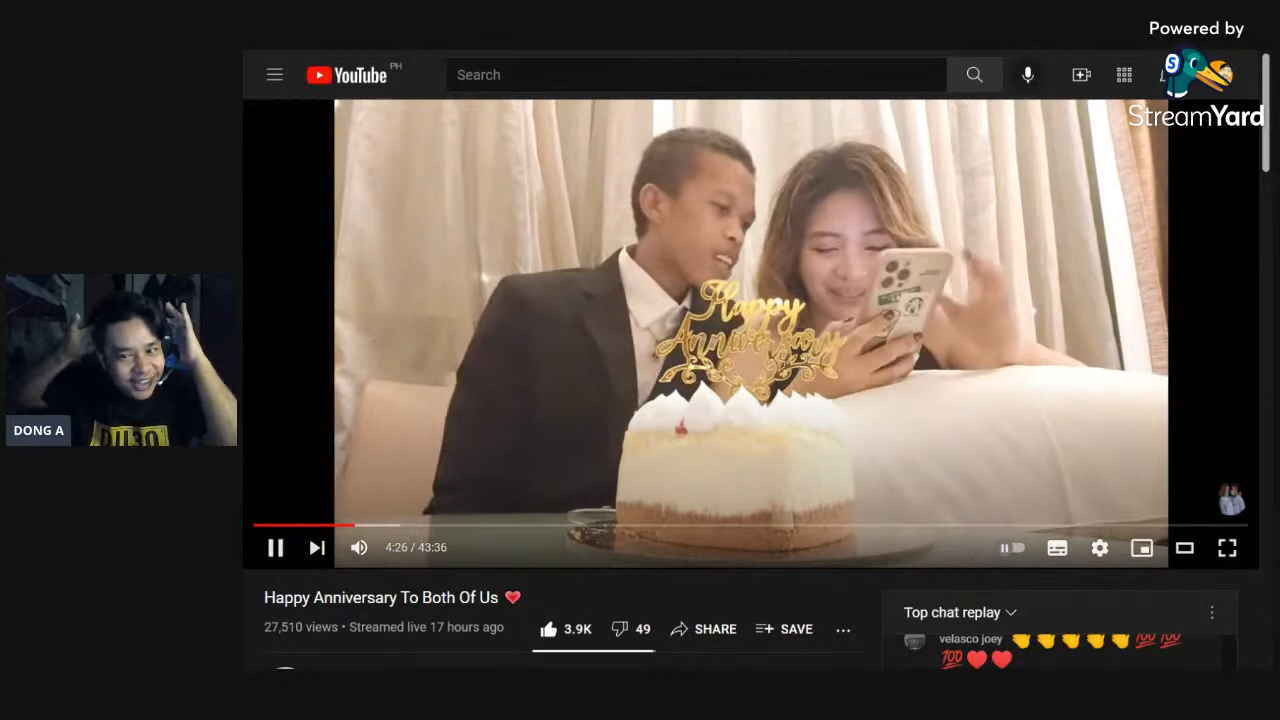 Powered by
StreamYard
YouTube PH
Search
Happy
Anniversary
DONG A
DU30
4:26 / 43:36
Happy Anniversary To Both Of Us ❤️
27,510 views • Streamed live 17 hours ago
3.9K
49
SHARE
SAVE
Top chat replay
velasco joey 👏👏👏👏👏💯💯
💯❤️❤️